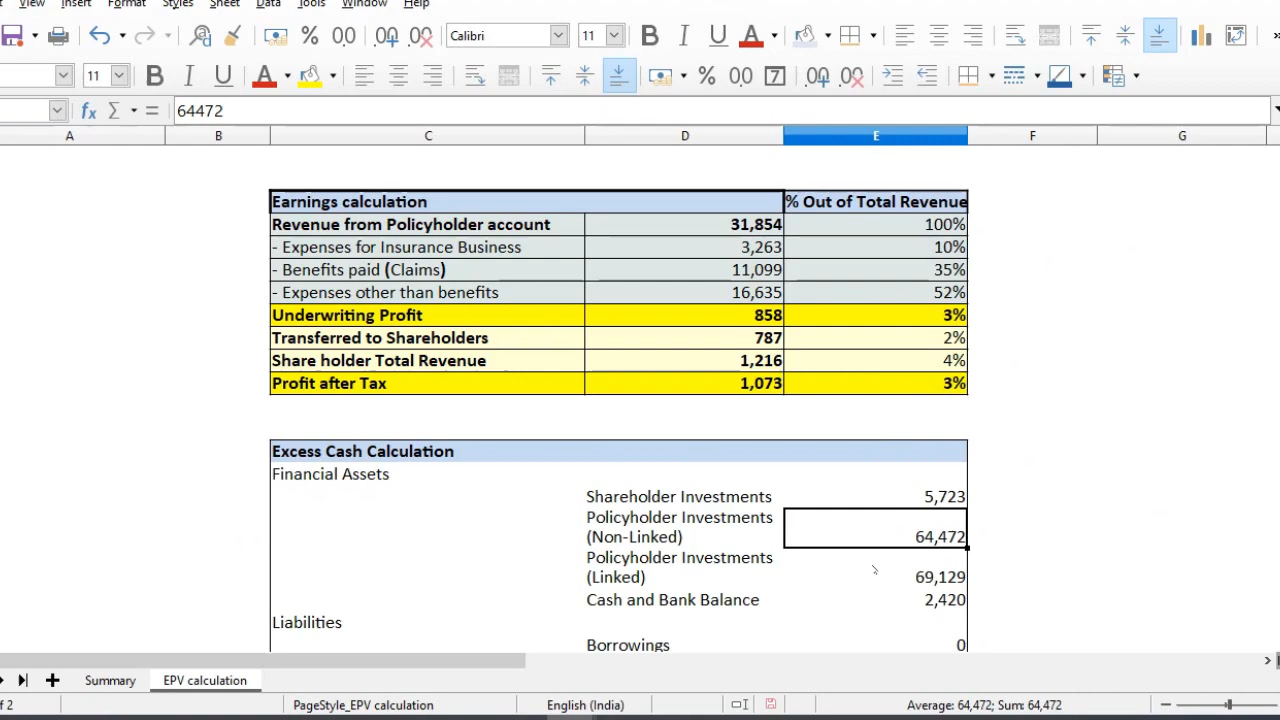 View Insert Format Styles Sheet Data Tools Window Help
Calibri 11
11
64472
A B C D E F G
Earnings calculation % Out of Total Revenue
Revenue from Policyholder account 31,854 100%
- Expenses for Insurance Business 3,263 10%
- Benefits paid (Claims) 11,099 35%
- Expenses other than benefits 16,635 52%
Underwriting Profit 858 3%
Transferred to Shareholders 787 2%
Share holder Total Revenue 1,216 4%
Profit after Tax 1,073 3%
Excess Cash Calculation
Financial Assets
Shareholder Investments 5,723
Policyholder Investments
(Non-Linked) 64,472
Policyholder Investments
(Linked) 69,129
Cash and Bank Balance 2,420
Liabilities
Borrowings 0
Summary EPV calculation
of 2 PageStyle_EPV calculation English (India) Average: 64,472; Sum: 64,472